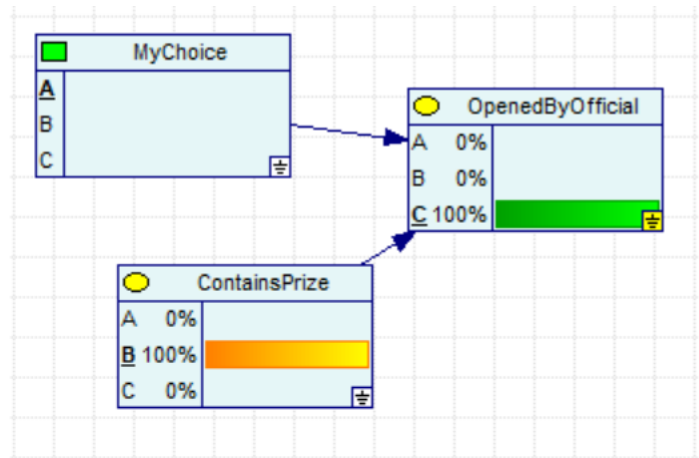 MyChoice
A
B
C
OpenedByOfficial
A 0%
B 0%
C 100%
ContainsPrize
A 0%
B 100%
C 0%